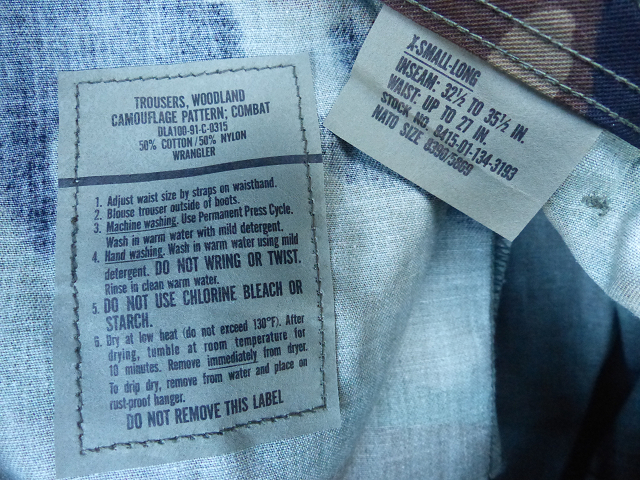 TROUSERS, WOODLAND
CAMOUFLAGE PATTERN; COMBAT
DLA100-91-C-0315
50% COTTON/50% NYLON
WRANGLER
1. Adjust waist size by straps on waistband.
2. Blouse trouser outside of boots.
3. Machine washing. Use Permanent Press Cycle.
Wash in warm water with mild detergent.
4. Hand washing. Wash in warm water using mild
detergent. DO NOT WRING OR TWIST.
Rinse in clean warm water.
5. DO NOT USE CHLORINE BLEACH OR
STARCH.
6. Dry at low heat (do not exceed 130°F). After
drying, tumble at room temperature for
10 minutes. Remove immediately from dryer.
To drip dry, remove from water and place on
rust-proof hanger.
DO NOT REMOVE THIS LABEL
X-SMALL-LONG
INSEAM: 32½ TO 35½ IN.
WAIST: UP TO 27 IN.
STOCK NO. 8415-01-134-3193
NATO SIZE 8390/5869